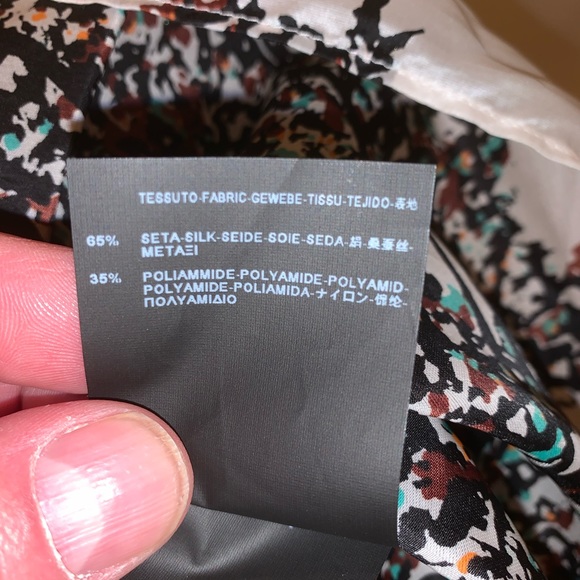 TESSUTO-FABRIC-GEWEBE-TISSU-TEJIDO-表地
65% SETA-SILK-SEIDE-SOIE-SEDA-絹-桑蚕丝-
ΜΕΤΑΞΙ
35% POLIAMMIDE-POLYAMIDE-POLYAMID-
POLYAMIDE-POLIAMIDA-ナイロン-锦纶-
ΠΟΛΥΑΜΙΔΙΟ